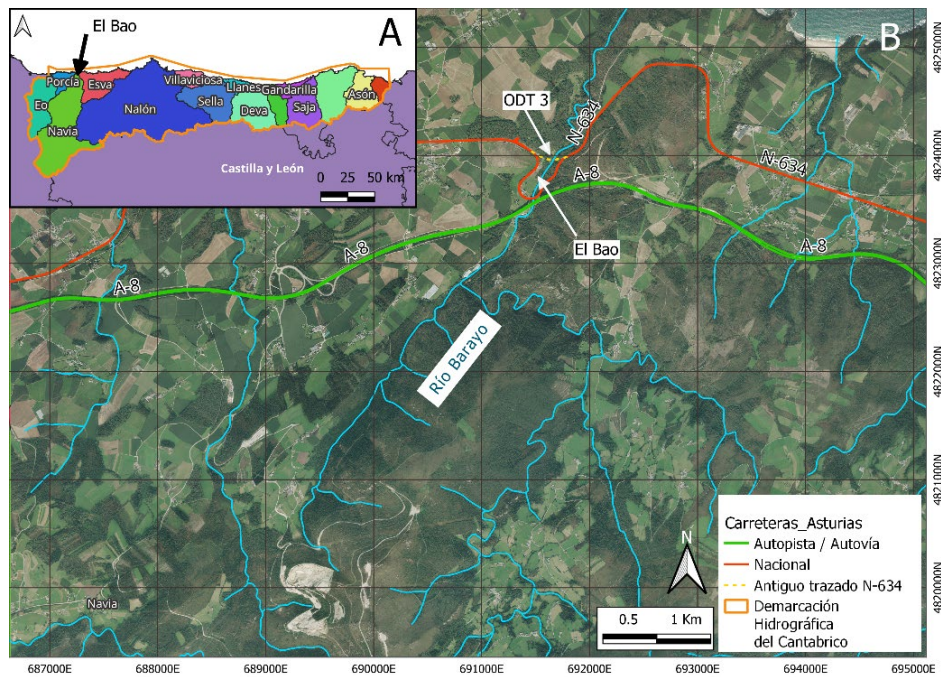 El Bao
A
Porcía
Esva
Villaviciosa
Llanes
Gandarilla
Asón
Eo
Nalón
Sella
Deva
Saja
Navia
Castilla y León
0 25 50 km
B
ODT 3
N-634
N-634
A-8
El Bao
A-8
A-8
A-8
Río Barayo
Navia
N
0.5 1 Km
Carreteras_Asturias
Autopista / Autovía
Nacional
Antiguo trazado N-634
Demarcación
Hidrográfica
del Cantabrico
4825000N
4824000N
4823000N
4822000N
4821000N
4820000N
687000E 688000E 689000E 690000E 691000E 692000E 693000E 694000E 695000E